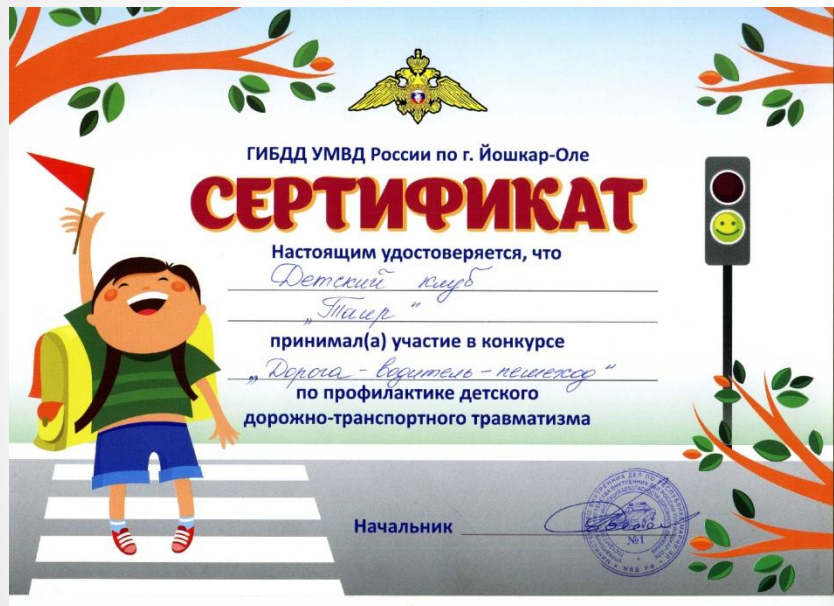 ГИБДД УМВД России по г. Йошкар-Оле
СЕРТИФИКАТ
Настоящим удостоверяется, что
Детский клуб
„Таир"
принимал(а) участие в конкурсе
„Дорога - водитель - пешеход"
по профилактике детского
дорожно-транспортного травматизма
Начальник
№1